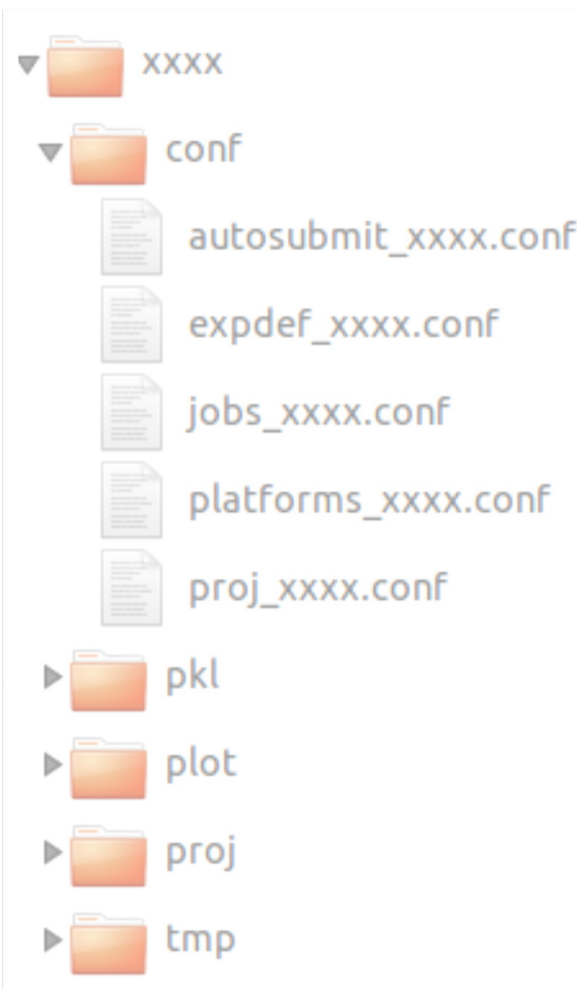 xxxx
conf
autosubmit_xxxx.conf
expdef_xxxx.conf
jobs_xxxx.conf
platforms_xxxx.conf
proj_xxxx.conf
pkl
plot
proj
tmp